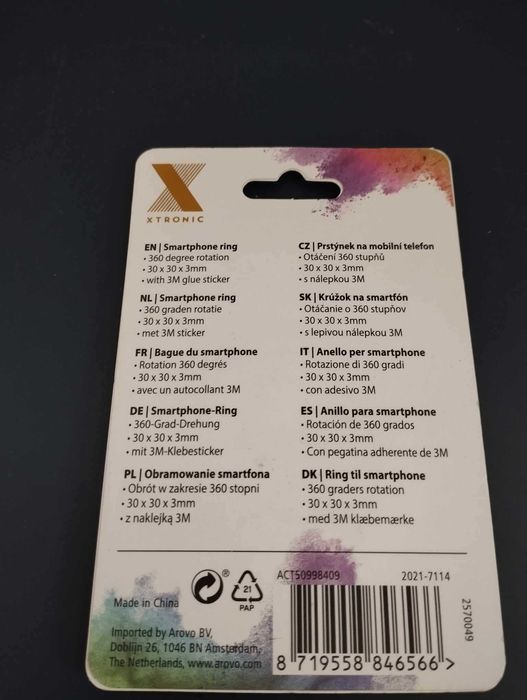 X
XTRONIC
EN | Smartphone ring
• 360 degree rotation
• 30 x 30 x 3mm
• with 3M glue sticker
NL | Smartphone ring
• 360 graden rotatie
• 30 x 30 x 3mm
• met 3M sticker
FR | Bague du smartphone
• Rotation 360 degrés
• 30 x 30 x 3mm
• avec un autocollant 3M
DE | Smartphone-Ring
• 360-Grad-Drehung
• 30 x 30 x 3mm
• mit 3M-Klebesticker
PL | Obramowanie smartfona
• Obrót w zakresie 360 stopni
• 30 x 30 x 3mm
• z naklejką 3M
CZ | Prstýnek na mobilní telefon
• Otáčení 360 stupňů
• 30 x 30 x 3mm
• s nálepkou 3M
SK | Krúžok na smartfón
• Otáčanie o 360 stupňov
• 30 x 30 x 3mm
• s lepivou nálepkou 3M
IT | Anello per smartphone
• Rotazione di 360 gradi
• 30 x 30 x 3mm
• con adesivo 3M
ES | Anillo para smartphone
• Rotación de 360 grados
• 30 x 30 x 3mm
• Con pegatina adherente de 3M
DK | Ring til smartphone
• 360 graders rotation
• 30 x 30 x 3mm
• med 3M klæbemærke
Made in China
®
21
PAP
Imported by Arovo BV,
Doblijn 26, 1046 BN Amsterdam,
The Netherlands, www.arovo.com
ACT50998409 2021-7114
8 719558 846566 >
2570049